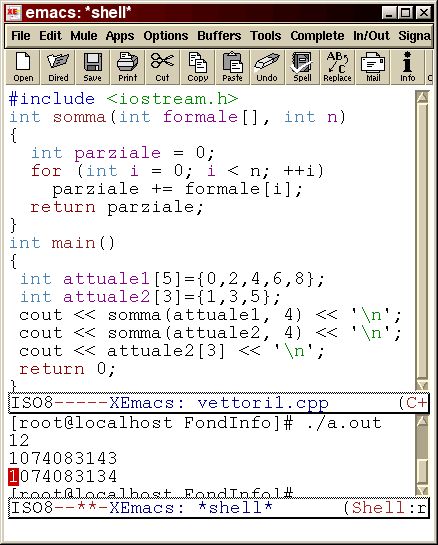 emacs: *shell*
File Edit Mule Apps Options Buffers Tools Complete In/Out Signa
Open Dired Save Print Cut Copy Paste Undo Spell Replace Mail Info
#include <iostream.h>
int somma(int formale[], int n)
{
int parziale = 0;
for (int i = 0; i < n; ++i)
parziale += formale[i];
return parziale;
}
int main()
{
int attuale1[5]={0,2,4,6,8};
int attuale2[3]={1,3,5};
cout << somma(attuale1, 4) << '\n';
cout << somma(attuale2, 4) << '\n';
cout << attuale2[3] << '\n';
return 0;
}
ISO8-----XEmacs: vettori1.cpp (C+
[root@localhost FondInfo]# ./a.out
12
1074083143
1074083134
[root@localhost FondInfo]#
ISO8--**-XEmacs: *shell* (Shell:r